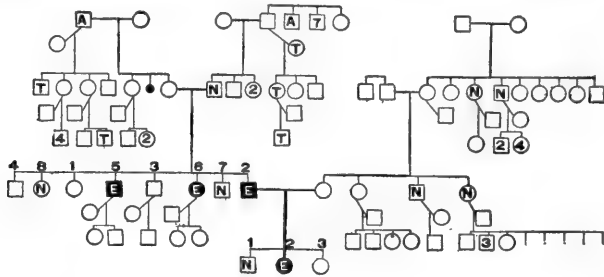 A A 7
T
T N 2 T N N
4 T 2 T 2 4
4 8 1 5 3 6 7 2
N E E N E N N
3
1 2 3
N E